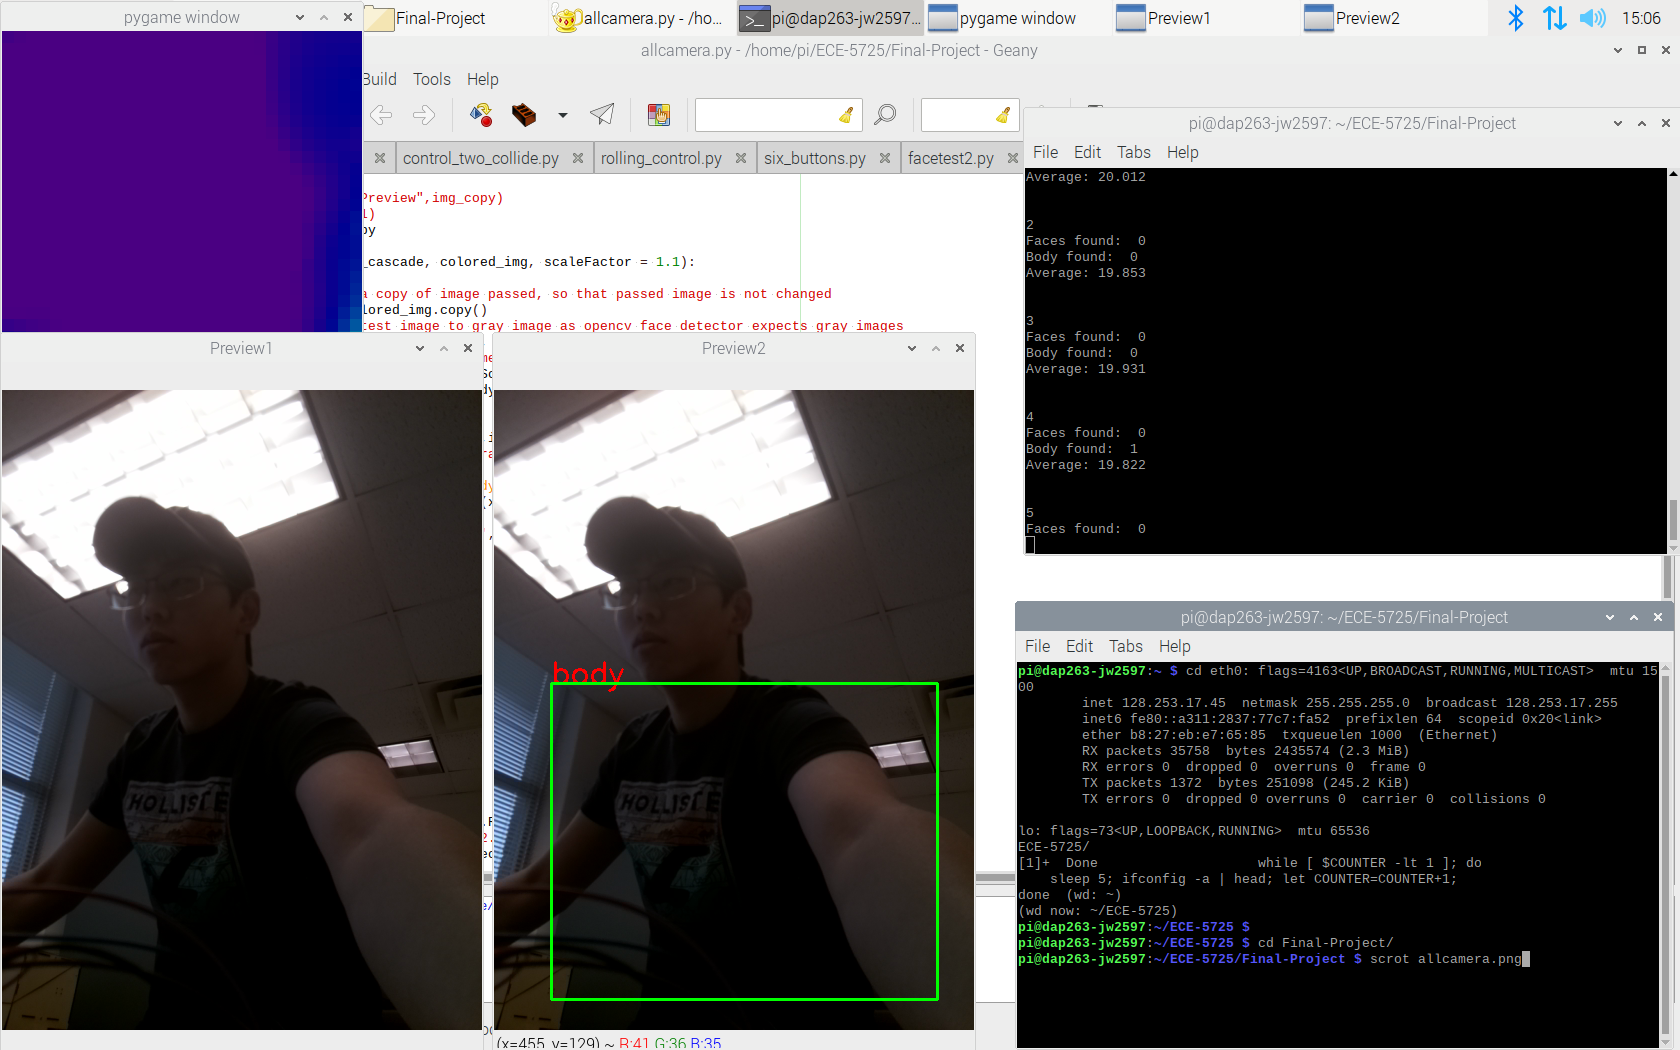 pygame window
Final-Project
allcamera.py - /ho...
pi@dap263-jw2597...
pygame window
Preview1
Preview2
15:06
allcamera.py - /home/pi/ECE-5725/Final-Project - Geany
Build Tools Help
control_two_collide.py
rolling_control.py
six_buttons.py
facetest2.py
Preview",img_copy)
1)
py
_cascade, colored_img, scaleFactor = 1.1):
a copy of image passed, so that passed image is not changed
lored_img.copy()
test image to gray image as opencv face detector expects gray images
Preview1
Preview2
HOLLISTE
body
HOLLISTE
(x=455, y=129) ~ R:41 G:36 B:35
pi@dap263-jw2597: ~/ECE-5725/Final-Project
File Edit Tabs Help
Average: 20.012
2
Faces found:  0
Body found:  0
Average: 19.853
3
Faces found:  0
Body found:  0
Average: 19.931
4
Faces found:  0
Body found:  1
Average: 19.822
5
Faces found:  0
pi@dap263-jw2597: ~/ECE-5725/Final-Project
File Edit Tabs Help
pi@dap263-jw2597:~ $ cd eth0: flags=4163<UP,BROADCAST,RUNNING,MULTICAST>  mtu 15
00
inet 128.253.17.45  netmask 255.255.255.0  broadcast 128.253.17.255
inet6 fe80::a311:2837:77c7:fa52  prefixlen 64  scopeid 0x20<link>
ether b8:27:eb:e7:65:85  txqueuelen 1000  (Ethernet)
RX packets 35758  bytes 2435574 (2.3 MiB)
RX errors 0  dropped 0  overruns 0  frame 0
TX packets 1372  bytes 251098 (245.2 KiB)
TX errors 0  dropped 0 overruns 0  carrier 0  collisions 0
lo: flags=73<UP,LOOPBACK,RUNNING>  mtu 65536
ECE-5725/
[1]+  Done                    while [ $COUNTER -lt 1 ]; do
sleep 5; ifconfig -a | head; let COUNTER=COUNTER+1;
done  (wd: ~)
(wd now: ~/ECE-5725)
pi@dap263-jw2597:~/ECE-5725 $
pi@dap263-jw2597:~/ECE-5725 $ cd Final-Project/
pi@dap263-jw2597:~/ECE-5725/Final-Project $ scrot allcamera.png